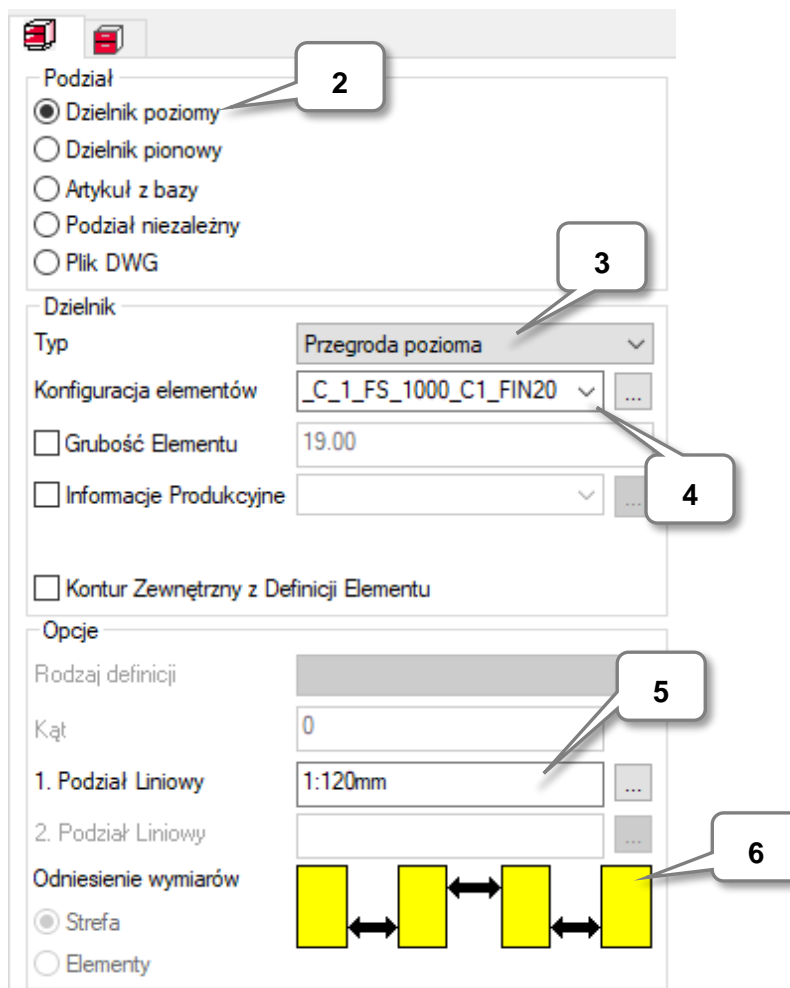 Podział
2
Dzielnik poziomy
Dzielnik pionowy
Artykuł z bazy
Podział niezależny
Plik DWG
3
Dzielnik
Typ Przegroda pozioma
Konfiguracja elementów _C_1_FS_1000_C1_FIN20 ...
Grubość Elementu 19.00
4
Informacje Produkcyjne ...
Kontur Zewnętrzny z Definicji Elementu
Opcje
Rodzaj definicji
5
Kąt 0
1. Podział Liniowy 1:120mm ...
2. Podział Liniowy ...
6
Odniesienie wymiarów
Strefa
Elementy